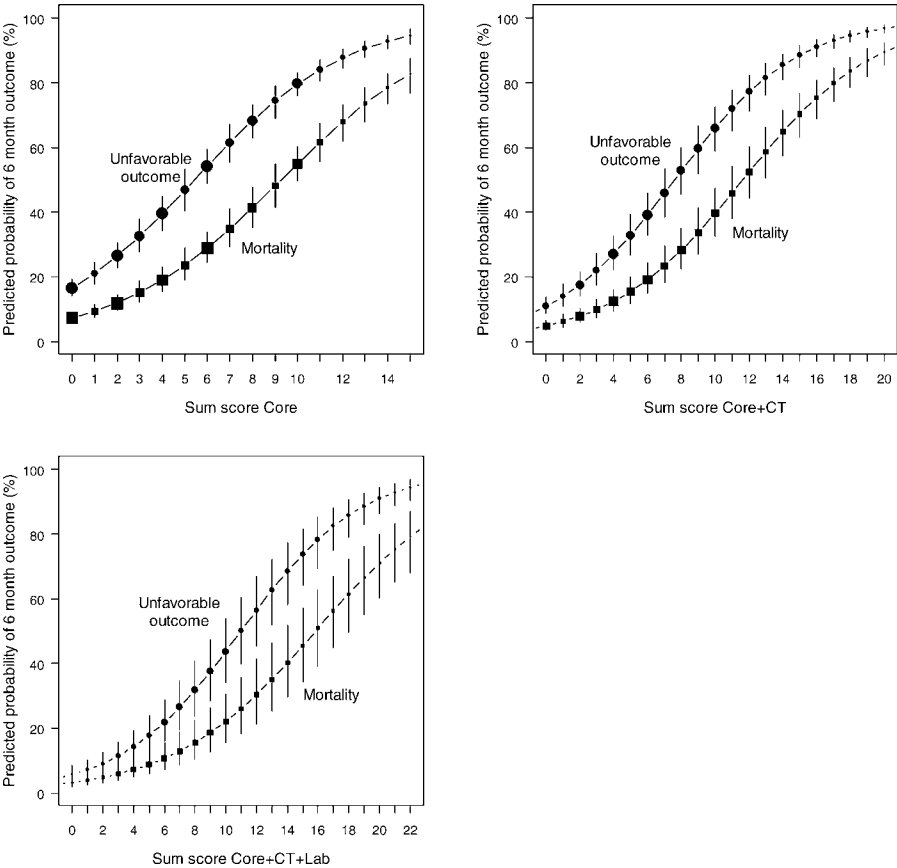 Predicted probability of 6 month outcome (%)
100
80
60
40
20
0
Unfavorable
outcome
Mortality
0 1 2 3 4 5 6 7 8 9 10 12 14
Sum score Core
Predicted probability of 6 month outcome (%)
100
80
60
40
20
0
Unfavorable
outcome
Mortality
0 2 4 6 8 10 12 14 16 18 20
Sum score Core+CT
Predicted probability of 6 month outcome (%)
100
80
60
40
20
0
Unfavorable
outcome
Mortality
0 2 4 6 8 10 12 14 16 18 20 22
Sum score Core+CT+Lab